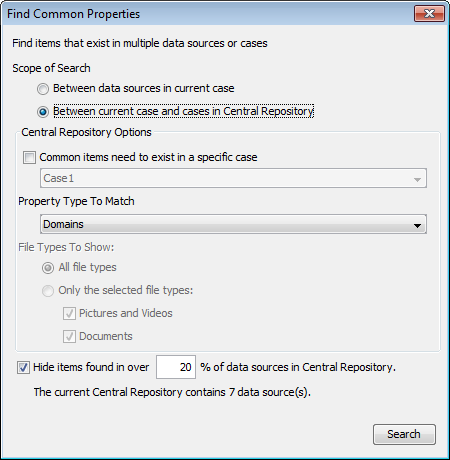 Find Common Properties
Find items that exist in multiple data sources or cases
Scope of Search
Between data sources in current case
Between current case and cases in Central Repository
Central Repository Options
Common items need to exist in a specific case
Case1
Property Type To Match
Domains
File Types To Show:
All file types
Only the selected file types:
Pictures and Videos
Documents
Hide items found in over 20 % of data sources in Central Repository.
The current Central Repository contains 7 data source(s).
Search